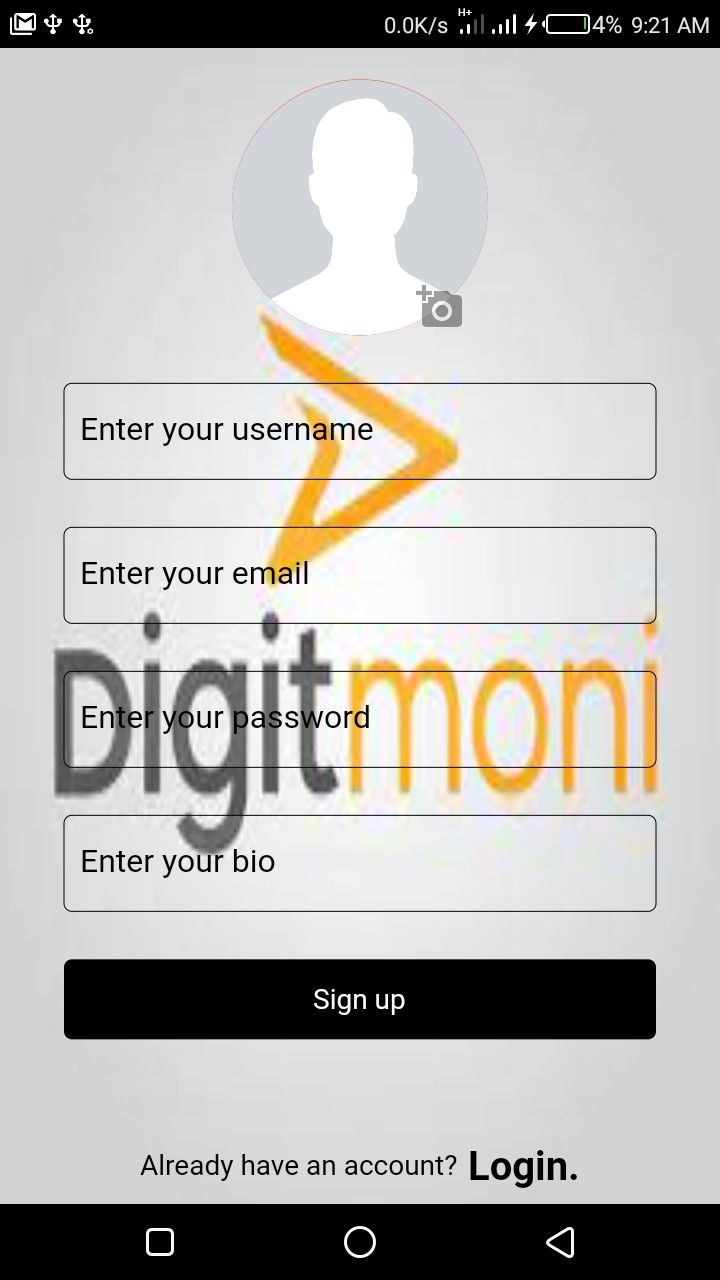 H+
0.0K/s 4% 9:21 AM
Enter your username
Enter your email
Digitmoni
Enter your password
Enter your bio
Sign up
Already have an account? Login.